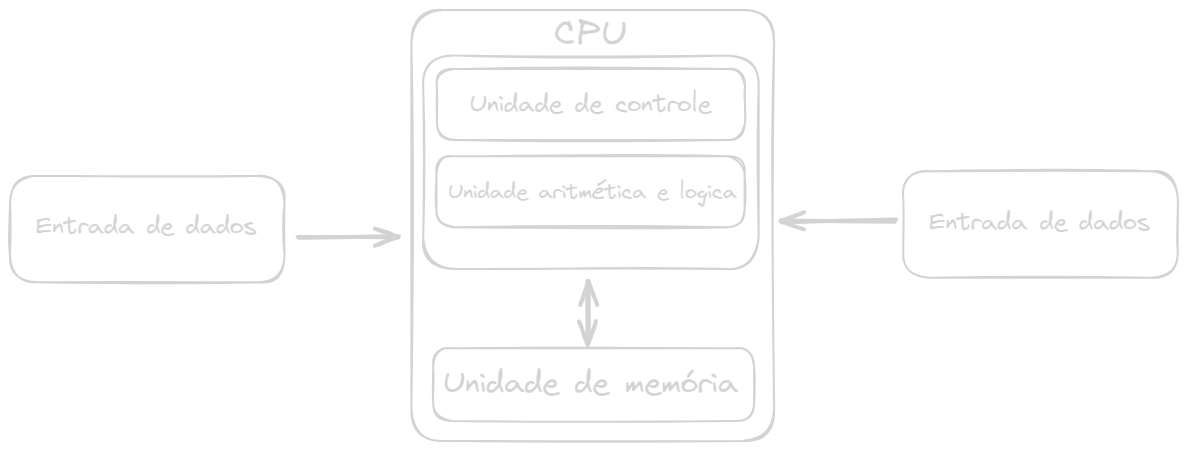 CPU
Unidade de controle
Unidade aritmética e logica
Entrada de dados
Entrada de dados
Unidade de memória